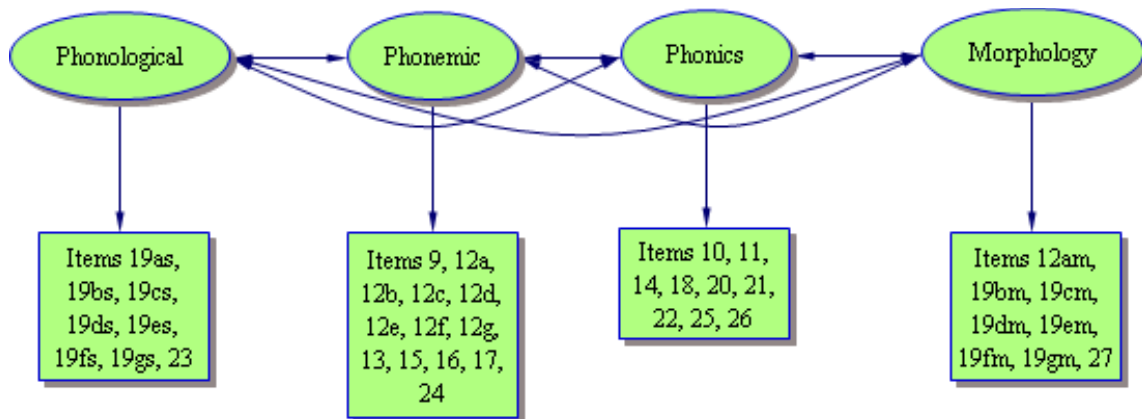 Phonological
Phonemic
Phonics
Morphology
Items 19as,
19bs, 19cs,
19ds, 19es,
19fs, 19gs, 23
Items 9, 12a,
12b, 12c, 12d,
12e, 12f, 12g,
13, 15, 16, 17,
24
Items 10, 11,
14, 18, 20, 21,
22, 25, 26
Items 12am,
19bm, 19cm,
19dm, 19em,
19fm, 19gm, 27